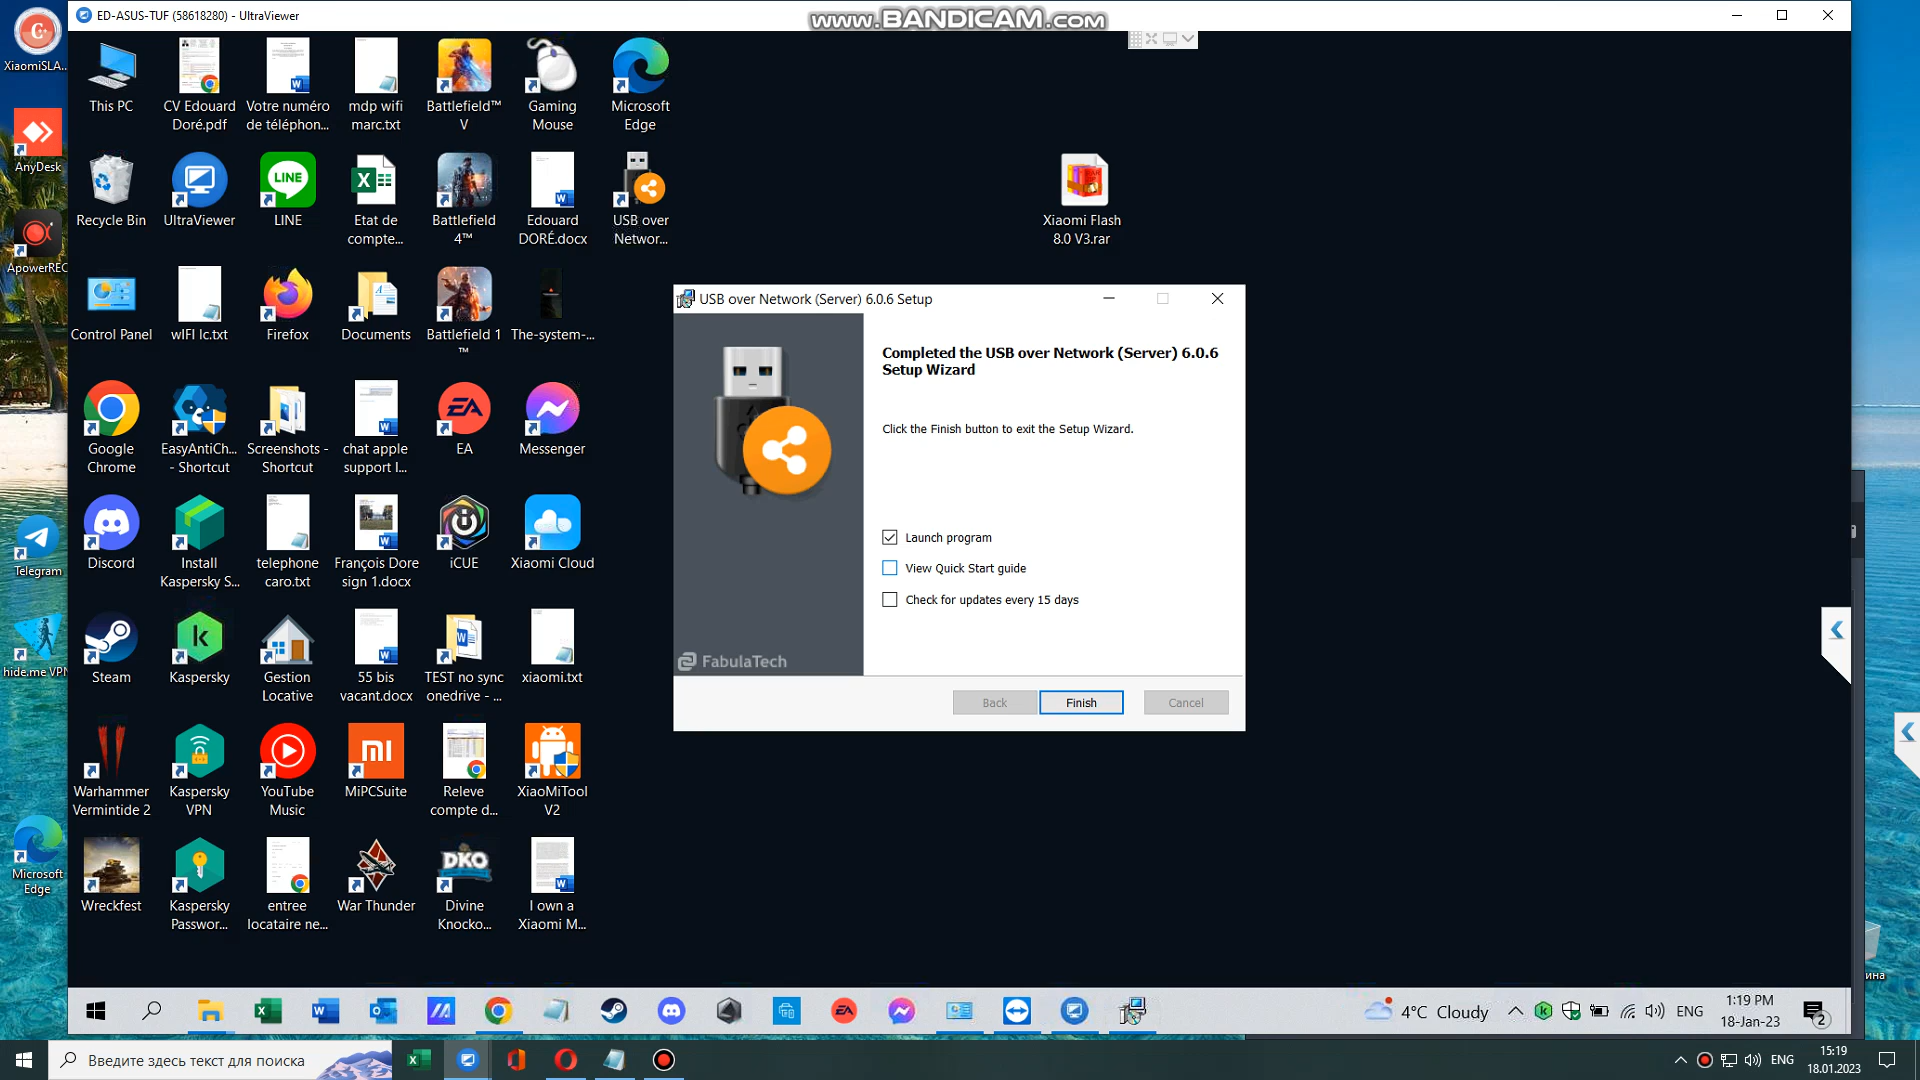 ED-ASUS-TUF (58618280) - UltraViewer
www.BANDICAM.com
XiaomiSLA...
AnyDesk
ApowerREC
Telegram
hide.me VPN
Microsoft
Edge
This PC
CV Edouard
Doré.pdf
Votre numéro
de téléphon...
mdp wifi
marc.txt
Battlefield™
V
Gaming
Mouse
Microsoft
Edge
Recycle Bin
UltraViewer
LINE
LINE
Etat de
compte...
Battlefield
4™
Edouard
DORÉ.docx
USB over
Networ...
Xiaomi Flash
8.0 V3.rar
Control Panel
wIFI lc.txt
Firefox
Documents
Battlefield 1
™
The-system-...
Google
Chrome
EasyAntiCh...
- Shortcut
Screenshots -
Shortcut
chat apple
support l...
EA
EA
Messenger
Discord
Install
Kaspersky S...
telephone
caro.txt
François Dore
sign 1.docx
iCUE
Xiaomi Cloud
Steam
Kaspersky
Gestion
Locative
55 bis
vacant.docx
TEST no sync
onedrive - ...
xiaomi.txt
Warhammer
Vermintide 2
Kaspersky
VPN
YouTube
Music
MiPCSuite
Releve
compte d...
XiaoMiTool
V2
Wreckfest
Kaspersky
Passwor...
entree
locataire ne...
War Thunder
DKO
Divine
Knocko...
I own a
Xiaomi M...
USB over Network (Server) 6.0.6 Setup
Completed the USB over Network (Server) 6.0.6
Setup Wizard
Click the Finish button to exit the Setup Wizard.
Launch program
View Quick Start guide
Check for updates every 15 days
FabulaTech
Back
Finish
Cancel
ина
4°C Cloudy
ENG
1:19 PM
18-Jan-23
2
Введите здесь текст для поиска
ENG
15:19
18.01.2023